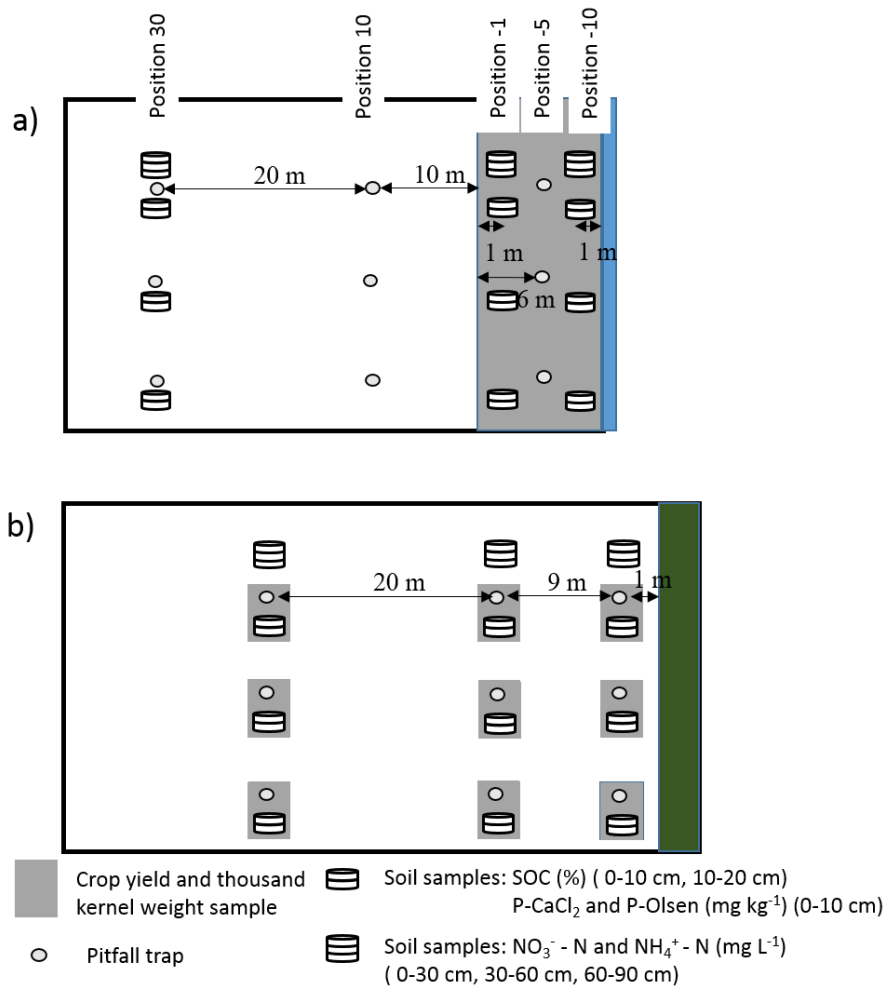 Position 30
Position 10
Position -1
Position -5
Position -10
a)
20 m
10 m
1 m
1 m
6 m
b)
20 m
9 m
1 m
Crop yield and thousand
kernel weight sample
Pitfall trap
Soil samples: SOC (%) ( 0-10 cm, 10-20 cm)
P-CaCl₂ and P-Olsen (mg kg⁻¹) (0-10 cm)
Soil samples: NO₃⁻ - N and NH₄⁺ - N (mg L⁻¹)
( 0-30 cm, 30-60 cm, 60-90 cm)